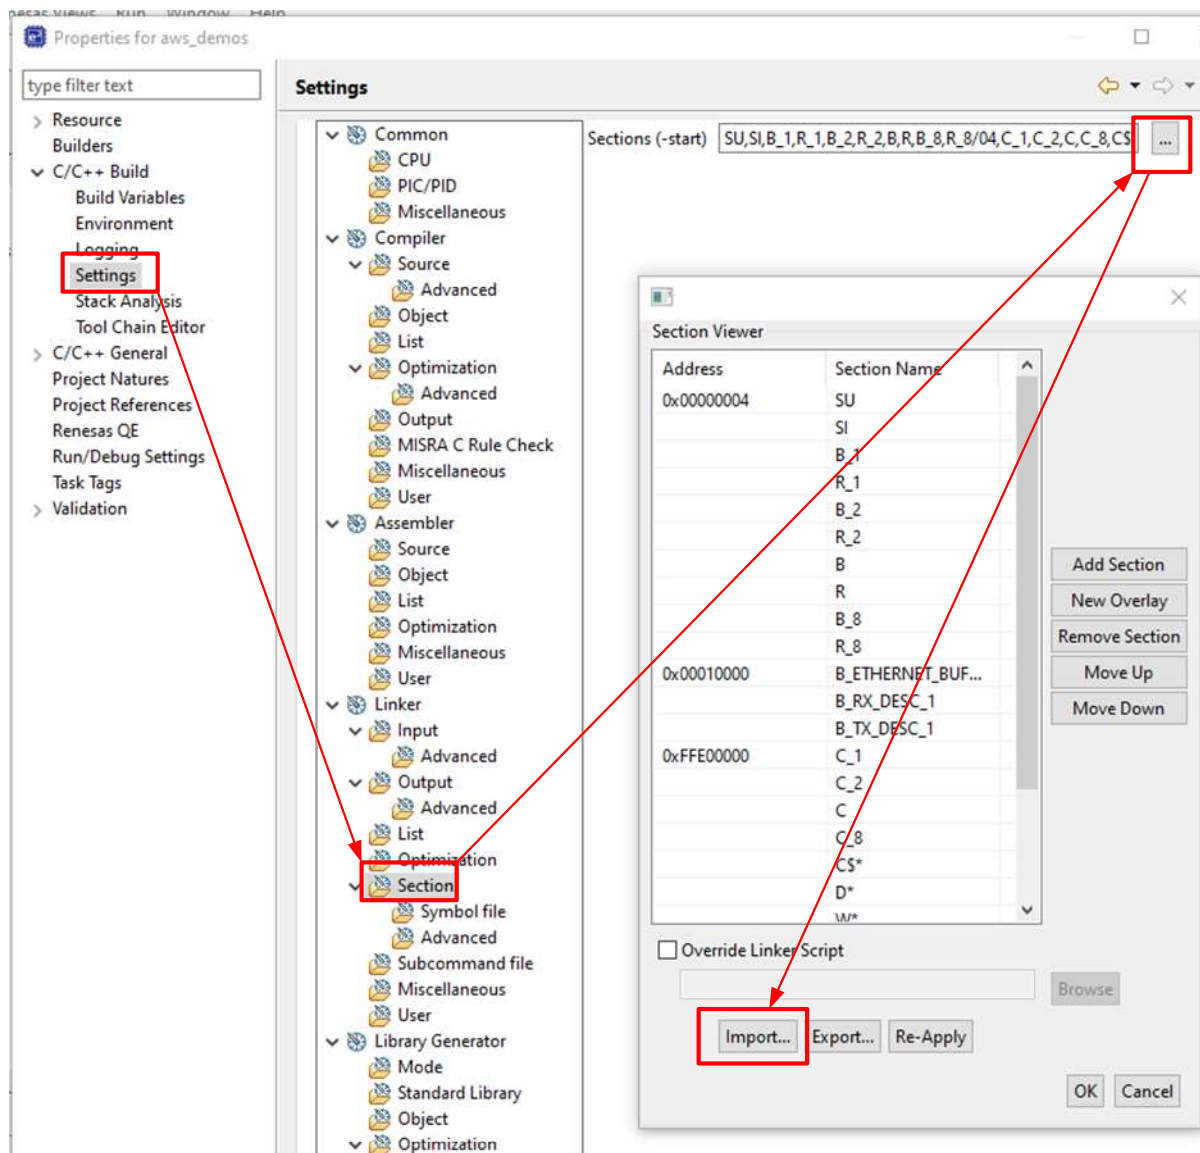 Renesas Views Run Window Help
Properties for aws_demos
type filter text
Resource
Builders
C/C++ Build
Build Variables
Environment
Logging
Settings
Stack Analysis
Tool Chain Editor
C/C++ General
Project Natures
Project References
Renesas QE
Run/Debug Settings
Task Tags
Validation
Settings
Common
CPU
PIC/PID
Miscellaneous
Compiler
Source
Advanced
Object
List
Optimization
Advanced
Output
MISRA C Rule Check
Miscellaneous
User
Assembler
Source
Object
List
Optimization
Miscellaneous
User
Linker
Input
Advanced
Output
Advanced
List
Optimization
Section
Symbol file
Advanced
Subcommand file
Miscellaneous
User
Library Generator
Mode
Standard Library
Object
Optimization
Sections (-start) SU,SI,B_1,R_1,B_2,R_2,B,R,B_8,R_8/04,C_1,C_2,C,C_8,C$ ...
Section Viewer
Address Section Name
0x00000004 SU
SI
B_1
R_1
B_2
R_2
B
R
B_8
R_8
0x00010000 B_ETHERNET_BUF...
B_RX_DESC_1
B_TX_DESC_1
0xFFE00000 C_1
C_2
C
C_8
C$*
D*
W*
Add Section
New Overlay
Remove Section
Move Up
Move Down
Override Linker Script
Browse
Import... Export... Re-Apply
OK Cancel